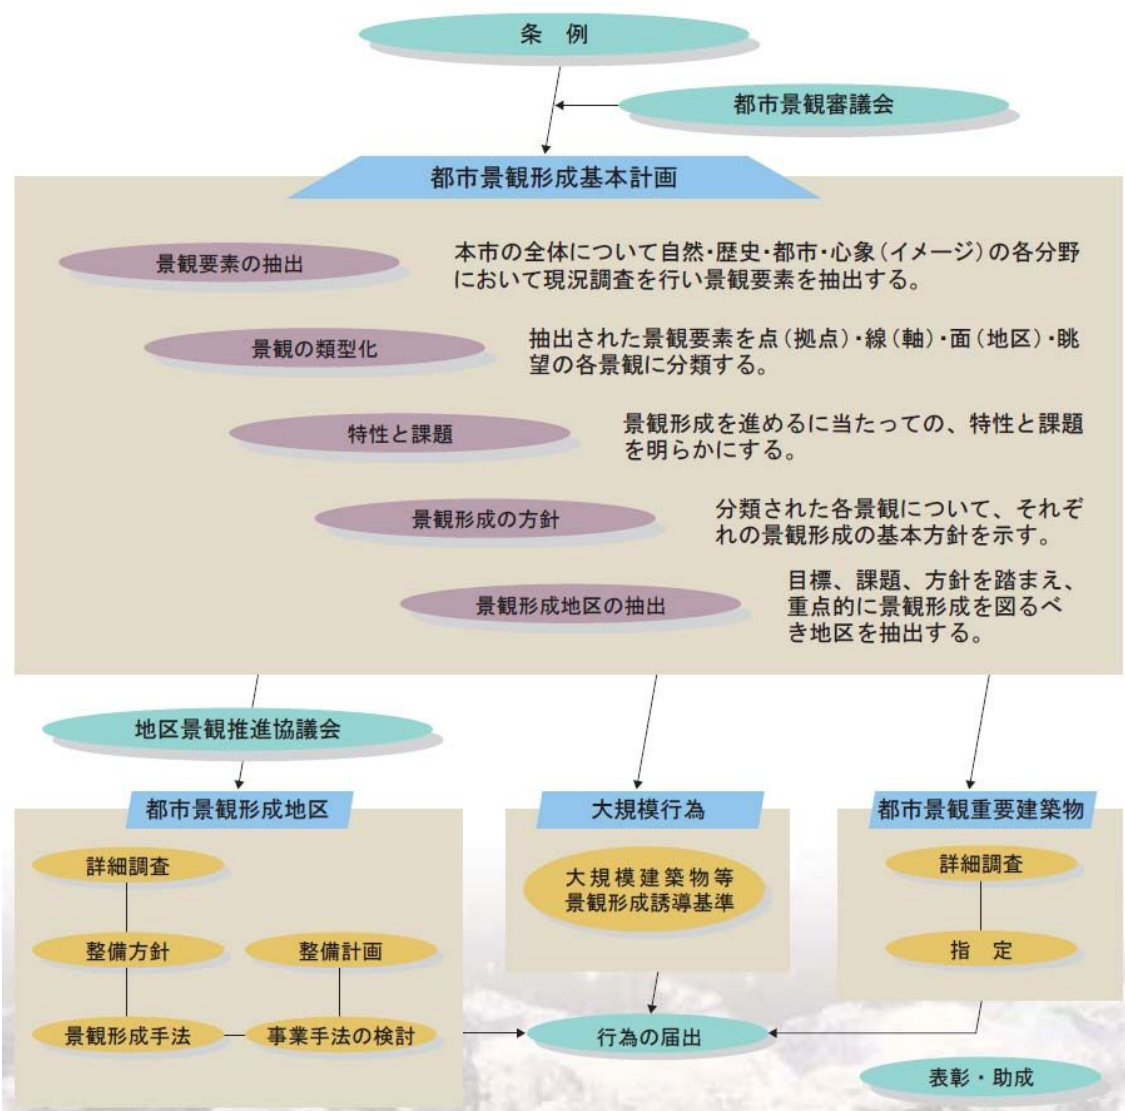 条　例
都市景観審議会
都市景観形成基本計画
景観要素の抽出
本市の全体について自然・歴史・都市・心象（イメージ）の各分野
において現況調査を行い景観要素を抽出する。
景観の類型化
抽出された景観要素を点（拠点）・線（軸）・面（地区）・眺
望の各景観に分類する。
特性と課題
景観形成を進めるに当たっての、特性と課題
を明らかにする。
景観形成の方針
分類された各景観について、それぞ
れの景観形成の基本方針を示す。
景観形成地区の抽出
目標、課題、方針を踏まえ、
重点的に景観形成を図るべ
き地区を抽出する。
地区景観推進協議会
都市景観形成地区
詳細調査
整備方針
整備計画
景観形成手法
事業手法の検討
大規模行為
大規模建築物等
景観形成誘導基準
行為の届出
都市景観重要建築物
詳細調査
指　定
表彰・助成